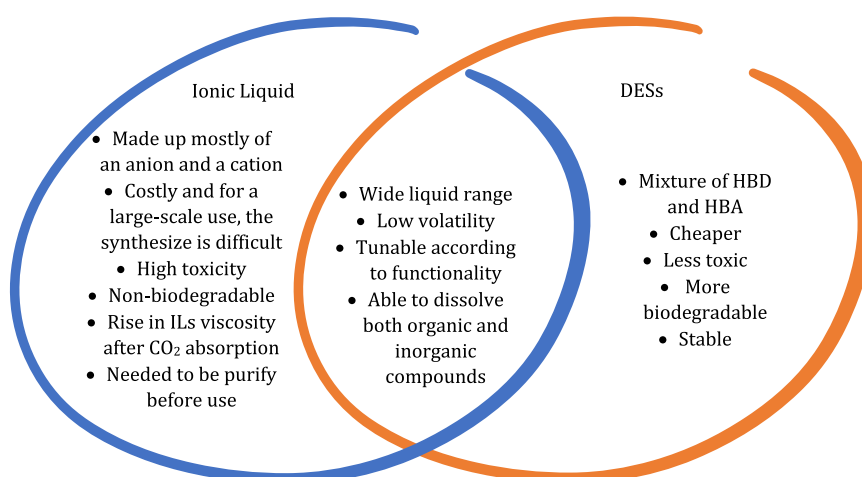 Ionic Liquid
• Made up mostly of
an anion and a cation
• Costly and for a
large-scale use, the
synthesize is difficult
• High toxicity
• Non-biodegradable
• Rise in ILs viscosity
after CO₂ absorption
• Needed to be purify
before use
• Wide liquid range
• Low volatility
• Tunable according
to functionality
• Able to dissolve
both organic and
inorganic
compounds
DESs
• Mixture of HBD
and HBA
• Cheaper
• Less toxic
• More
biodegradable
• Stable